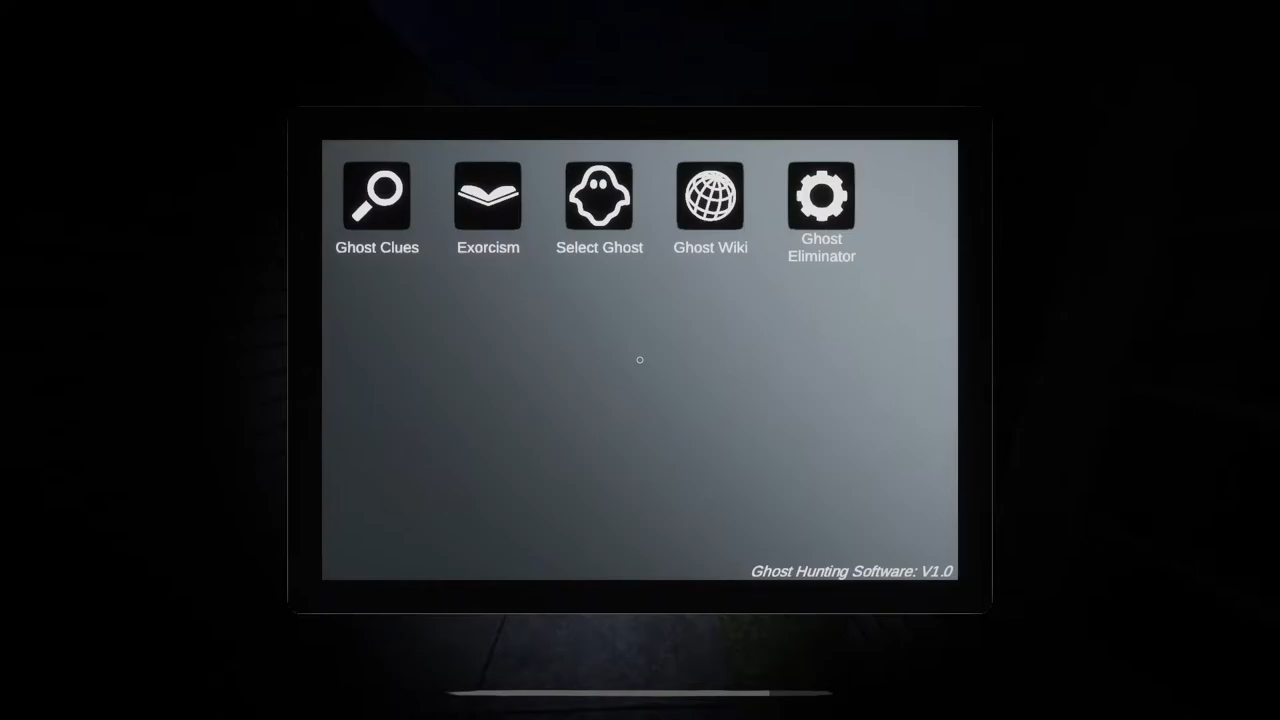 Ghost Clues
Exorcism
Select Ghost
Ghost Wiki
Ghost
Eliminator
Ghost Hunting Software: V1.0